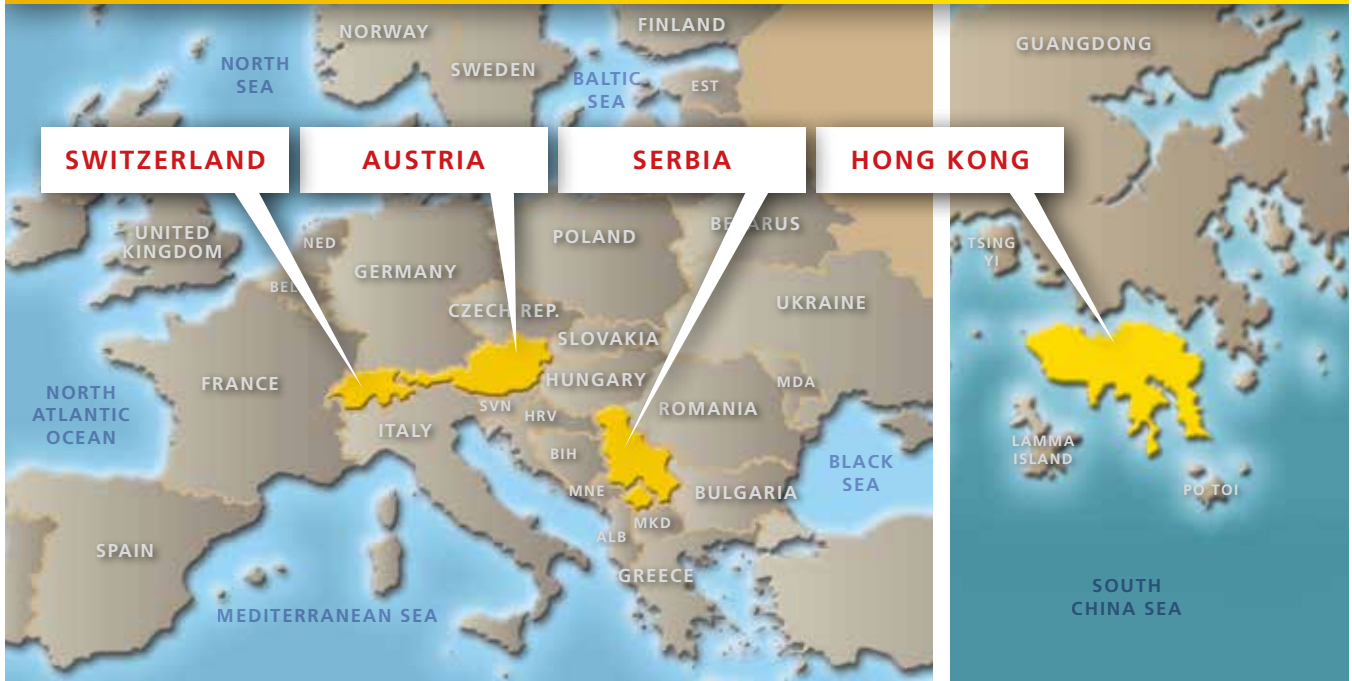 NORWAY
FINLAND
NORTH
SEA
SWEDEN
BALTIC
SEA
EST
GUANGDONG
SWITZERLAND
AUSTRIA
SERBIA
HONG KONG
UNITED
KINGDOM
NED
POLAND
BE ARUS
TSING
YI
GERMANY
BEL
UKRAINE
CZECH REP.
SLOVAKIA
FRANCE
HUNGARY
MDA
NORTH
ATLANTIC
OCEAN
SVN
HRV
ROMANIA
ITALY
BIH
LAMMA
ISLAND
BLACK
SEA
MNE
BULGARIA
PO TOI
MKD
ALB
SPAIN
GREECE
MEDITERRANEAN SEA
SOUTH
CHINA SEA